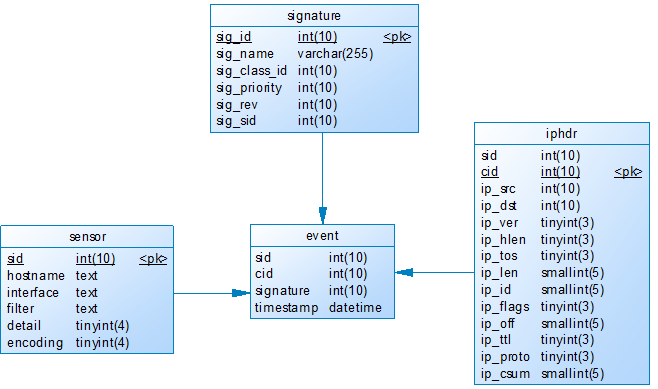 signature
sig_id int(10) <pk>
sig_name varchar(255)
sig_class_id int(10)
sig_priority int(10)
sig_rev int(10)
sig_sid int(10)
sensor
sid int(10) <pk>
hostname text
interface text
filter text
detail tinyint(4)
encoding tinyint(4)
event
sid int(10)
cid int(10)
signature int(10)
timestamp datetime
iphdr
sid int(10)
cid int(10) <pk>
ip_src int(10)
ip_dst int(10)
ip_ver tinyint(3)
ip_hlen tinyint(3)
ip_tos tinyint(3)
ip_len smallint(5)
ip_id smallint(5)
ip_flags tinyint(3)
ip_off smallint(5)
ip_ttl tinyint(3)
ip_proto tinyint(3)
ip_csum smallint(5)